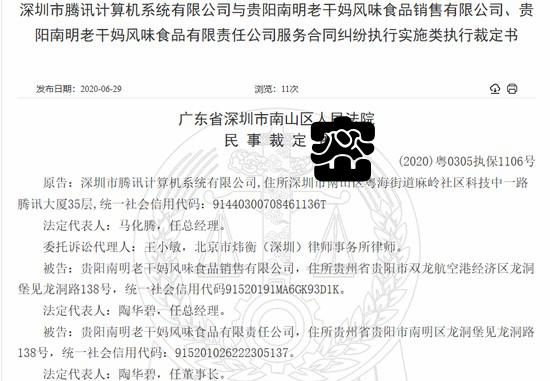 深圳市腾讯计算机系统有限公司与贵阳南明老干妈风味食品销售有限公司、贵
阳南明老干妈风味食品有限责任公司服务合同纠纷执行实施类执行裁定书
发布日期：2020-06-29 浏览：11次
广东省深圳市南山区人民法院
民事裁定
(2020)粤0305执保1106号
原告：深圳市腾讯计算机系统有限公司,住所深圳市南山区粤海街道麻岭社区科技中一路
腾讯大厦35层,统一社会信用代码：91440300708461136T
法定代表人：马化腾，任总经理。
委托诉讼代理人：王小敏，北京市炜衡（深圳）律师事务所律师。
被告：贵阳南明老干妈风味食品销售有限公司，住所贵州省贵阳市双龙航空港经济区龙洞
堡见龙洞路138号，统一社会信用代码91520191MA6GK93D1K。
法定代表人：陶华碧，任总经理。
被告：贵阳南明老干妈风味食品有限责任公司，住所贵州省贵阳市南明区龙洞堡见龙洞路
138号，统一社会信用代码：915201026222305137。
法定代表人：陶华碧，任董事长。